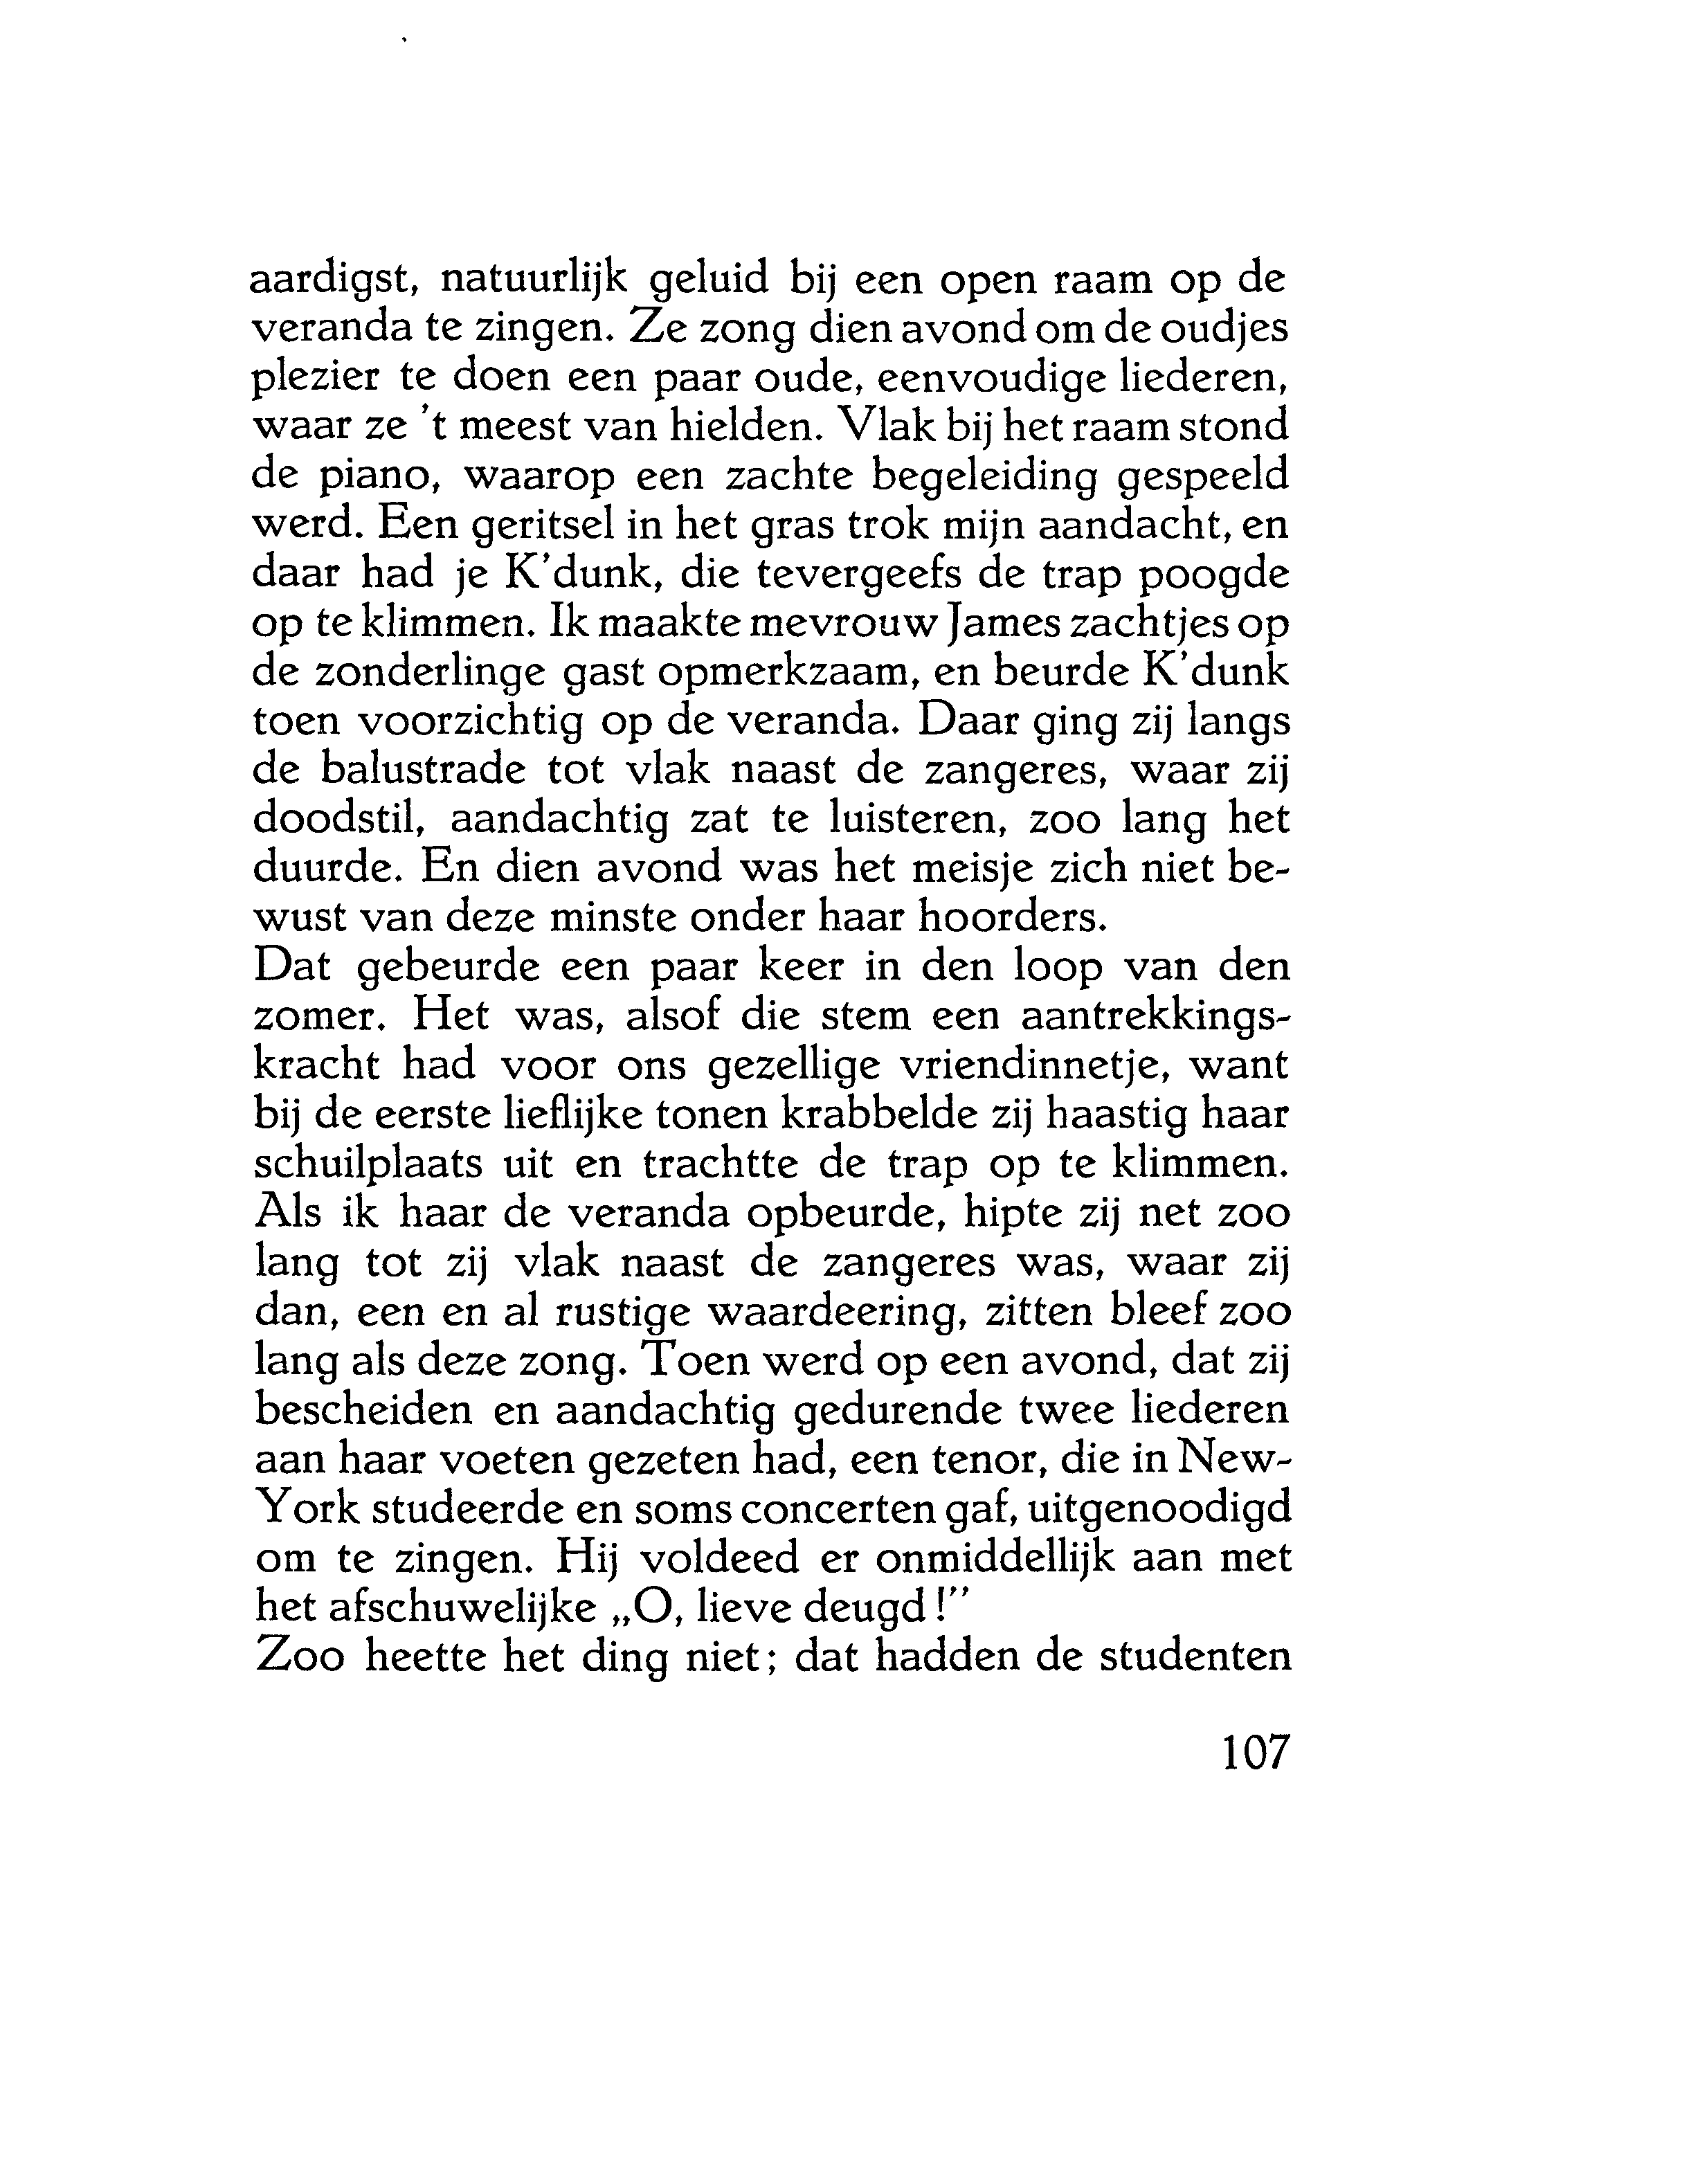 aardigst, natuurlijk geluid bij een open raam op de
veranda te zingen. Ze zong dien avond om de oudjes
plezier te doen een paar oude, eenvoudige liederen,
waar ze 't meest van hielden. Vlak bij het raam stond
de piano, waarop een zachte begeleiding gespeeld
werd. Een geritsel in het gras trok mijn aandacht, en
daar had je K'dunk, die tevergeefs de trap poogde
op te klimmen. Ik maakte mevrouw James zachtjes op
de zonderlinge gast opmerkzaam, en beurde K'dunk
toen voorzichtig op de veranda. Daar ging zij langs
de balustrade tot vlak naast de zangeres, waar zij
doodstil, aandachtig zat te luisteren, zoo lang het
duurde. En dien avond was het meisje zich niet be-
wust van deze minste onder haar hoorders.
Dat gebeurde een paar keer in den loop van den
zomer. Het was, alsof die stem een aantrekkings-
kracht had voor ons gezellige vriendinnetje, want
bij de eerste lieflijke tonen krabbelde zij haastig haar
schuilplaats uit en trachtte de trap op te klimmen.
Als ik haar de veranda opbeurde, hipte zij net zoo
lang tot zij vlak naast de zangeres was, waar zij
dan, een en al rustige waardeering, zitten bleef zoo
lang als deze zong. Toen werd op een avond, dat zij
bescheiden en aandachtig gedurende twee liederen
aan haar voeten gezeten had, een tenor, die in New-
York studeerde en soms concerten gaf, uitgenoodigd
om te zingen. Hij voldeed er onmiddellijk aan met
het afschuwelijke „O, lieve deugd!”
Zoo heette het ding niet; dat hadden de studenten
107